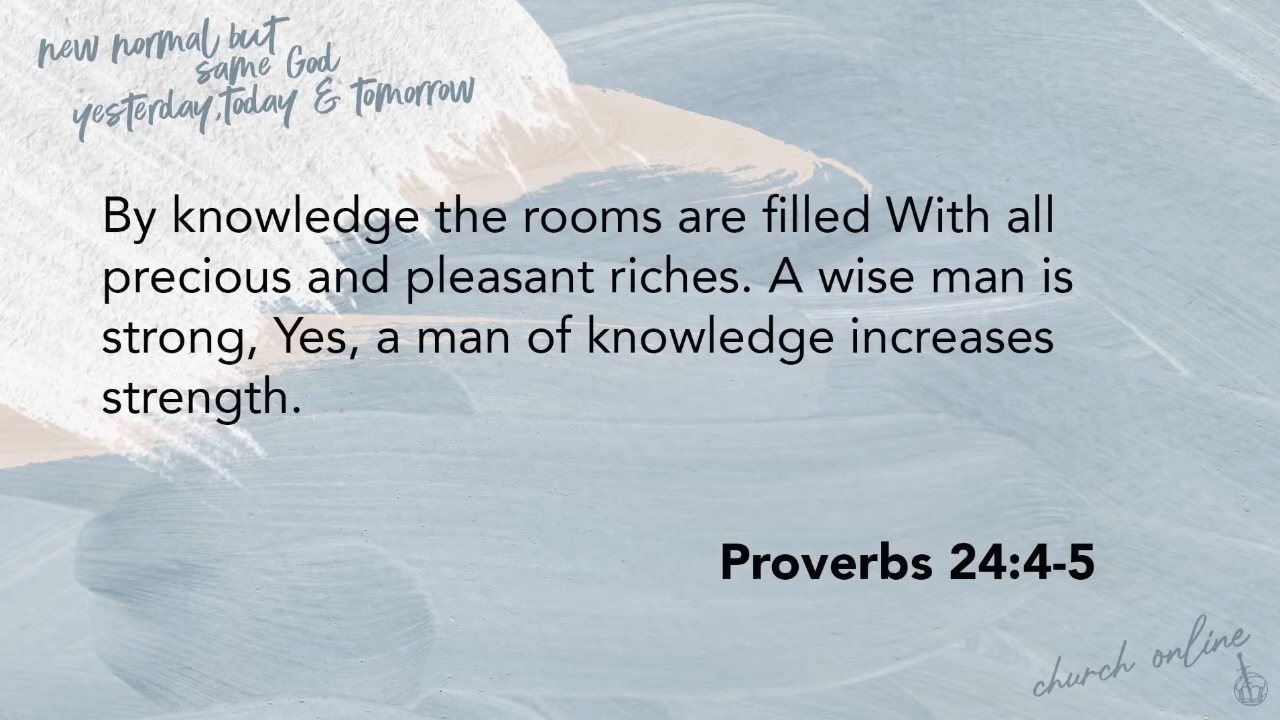 new normal but
same God
yesterday,today & tomorrow
By knowledge the rooms are filled With all
precious and pleasant riches. A wise man is
strong, Yes, a man of knowledge increases
strength.
Proverbs 24:4-5
church online